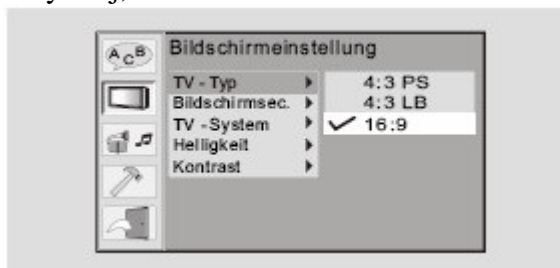 A C B
Bildschirmeinstellung
TV - Typ
Bildschirmsec.
TV -System
Helligkeit
Kontrast
4:3 PS
4:3 LB
16:9